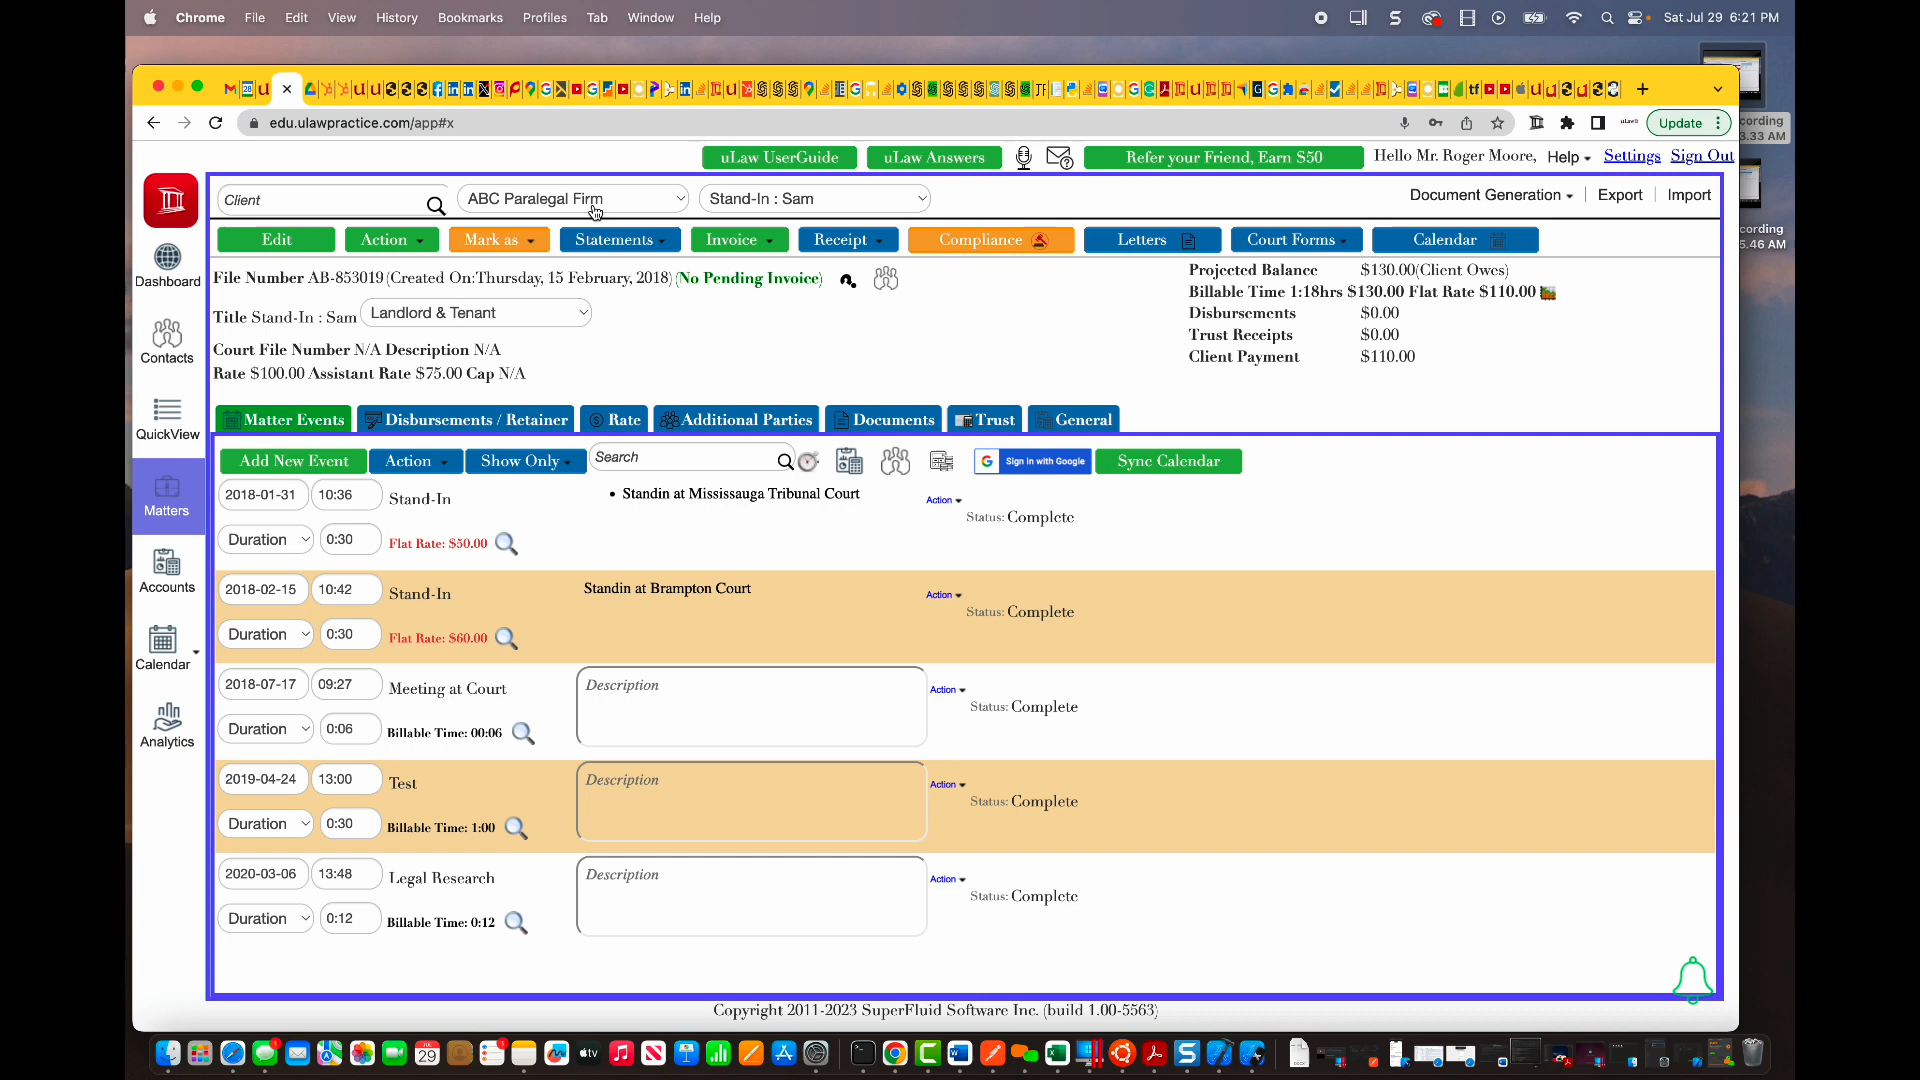 Chrome File Edit View History Bookmarks Profiles Tab Window Help Sat Jul 29 6:21 PM
edu.ulawpractice.com/app#x Update
cording
3.33 AM
cording
5.46 AM
uLaw UserGuide uLaw Answers Refer your Friend, Earn $50 Hello Mr. Roger Moore, Help Settings Sign Out
Client ABC Paralegal Firm Stand-In : Sam Document Generation Export Import
Edit Action Mark as Statements Invoice Receipt Compliance Letters Court Forms Calendar
File Number AB-853019 (Created On:Thursday, 15 February, 2018) (No Pending Invoice)
Title Stand-In : Sam Landlord & Tenant
Court File Number N/A Description N/A
Rate $100.00 Assistant Rate $75.00 Cap N/A
Projected Balance $130.00(Client Owes)
Billable Time 1:18hrs $130.00 Flat Rate $110.00
Disbursements $0.00
Trust Receipts $0.00
Client Payment $110.00
Dashboard
Contacts
QuickView
Matters
Accounts
Calendar
Analytics
Matter Events Disbursements / Retainer Rate Additional Parties Documents Trust General
Add New Event Action Show Only Search Sign in with Google Sync Calendar
2018-01-31 10:36 Stand-In • Standin at Mississauga Tribunal Court Action
Status: Complete
Duration 0:30 Flat Rate: $50.00
2018-02-15 10:42 Stand-In Standin at Brampton Court Action
Status: Complete
Duration 0:30 Flat Rate: $60.00
2018-07-17 09:27 Meeting at Court Description Action
Status: Complete
Duration 0:06 Billable Time: 00:06
2019-04-24 13:00 Test Description Action
Status: Complete
Duration 0:30 Billable Time: 1:00
2020-03-06 13:48 Legal Research Description Action
Status: Complete
Duration 0:12 Billable Time: 0:12
Copyright 2011-2023 SuperFluid Software Inc. (build 1.00-5563)
JUL
29
tv